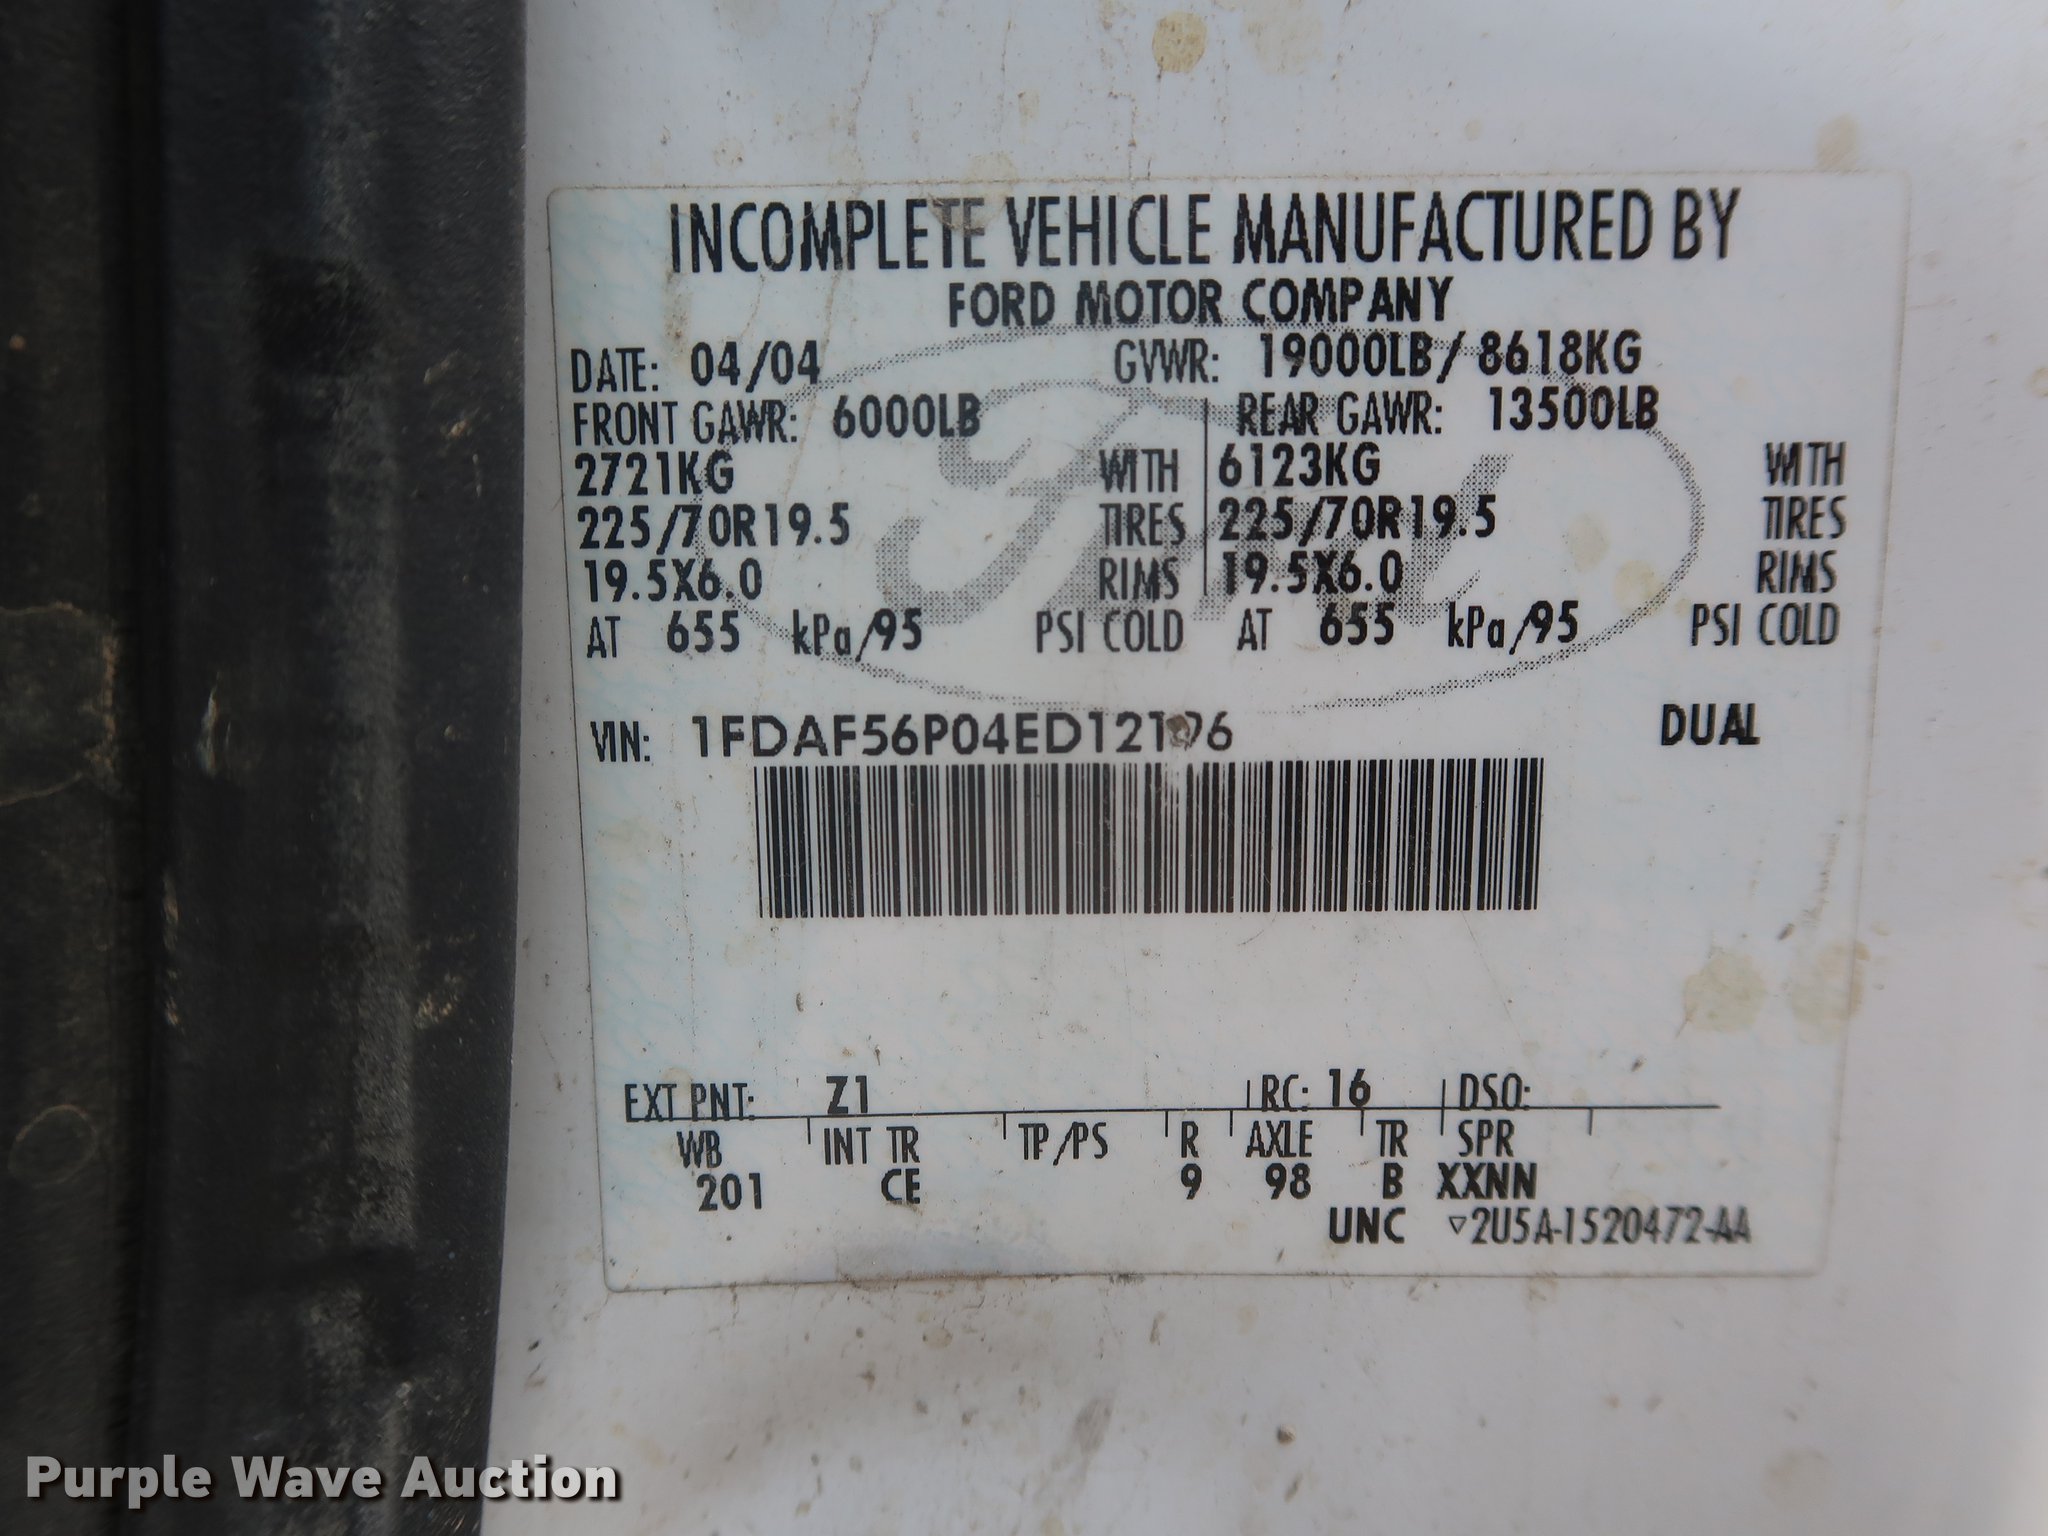 INCOMPLETE VEHICLE MANUFACTURED BY
FORD MOTOR COMPANY
DATE: 04/04 GVWR: 19000LB/ 8618KG
FRONT GAWR: 6000LB REAR GAWR: 13500LB
2721KG WITH 6123KG WITH
225/70R19.5 TIRES 225/70R19.5 TIRES
19.5X6.0 RIMS 19.5X6.0 RIMS
AT 655 kPa/95 PSI COLD AT 655 kPa/95 PSI COLD
VIN: 1FDAF56P04ED12196 DUAL
EXT PNT: Z1 RC: 16 DSO:
WB INT TR TP/PS R AXLE TR SPR
201 CE 9 98 B XXNN
UNC ▽2U5A-1520472-AA
Purple Wave Auction